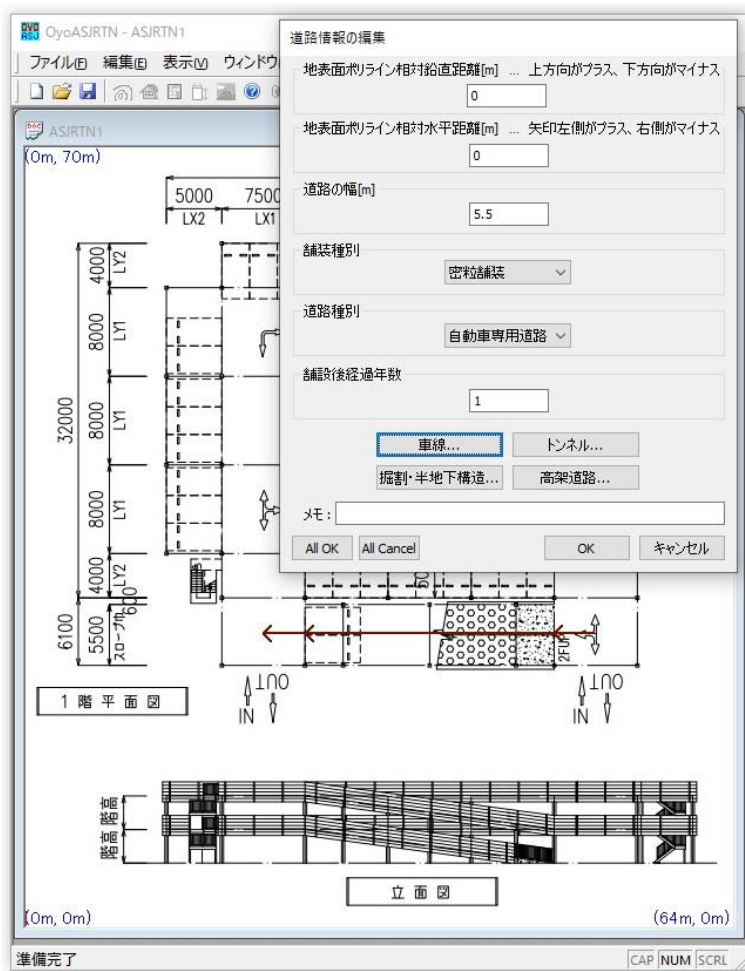 OyoASJRTN - ASJRTN1
ファイル(F) 編集(E) 表示(V) ウィンドウ
ASJRTN1
(0m, 70m)
5000 7500
LX2 LX1
4000
LY2
8000
LY1
8000
LY1
8000
LY1
4000
LY2
32000
6100
5500
スロープ巾
600
2F
IN OUT
IN OUT
1階平面図
階高
階高
立面図
(0m, 0m)
(64m, 0m)
準備完了
CAP NUM SCRL
道路情報の編集
地表面ポリライン相対鉛直距離[m] ... 上方向がプラス、下方向がマイナス
0
地表面ポリライン相対水平距離[m] ... 矢印左側がプラス、右側がマイナス
0
道路の幅[m]
5.5
舗装種別
密粒舗装
道路種別
自動車専用道路
舗設後経過年数
1
車線... トンネル...
掘割・半地下構造... 高架道路...
メモ:
All OK All Cancel OK キャンセル